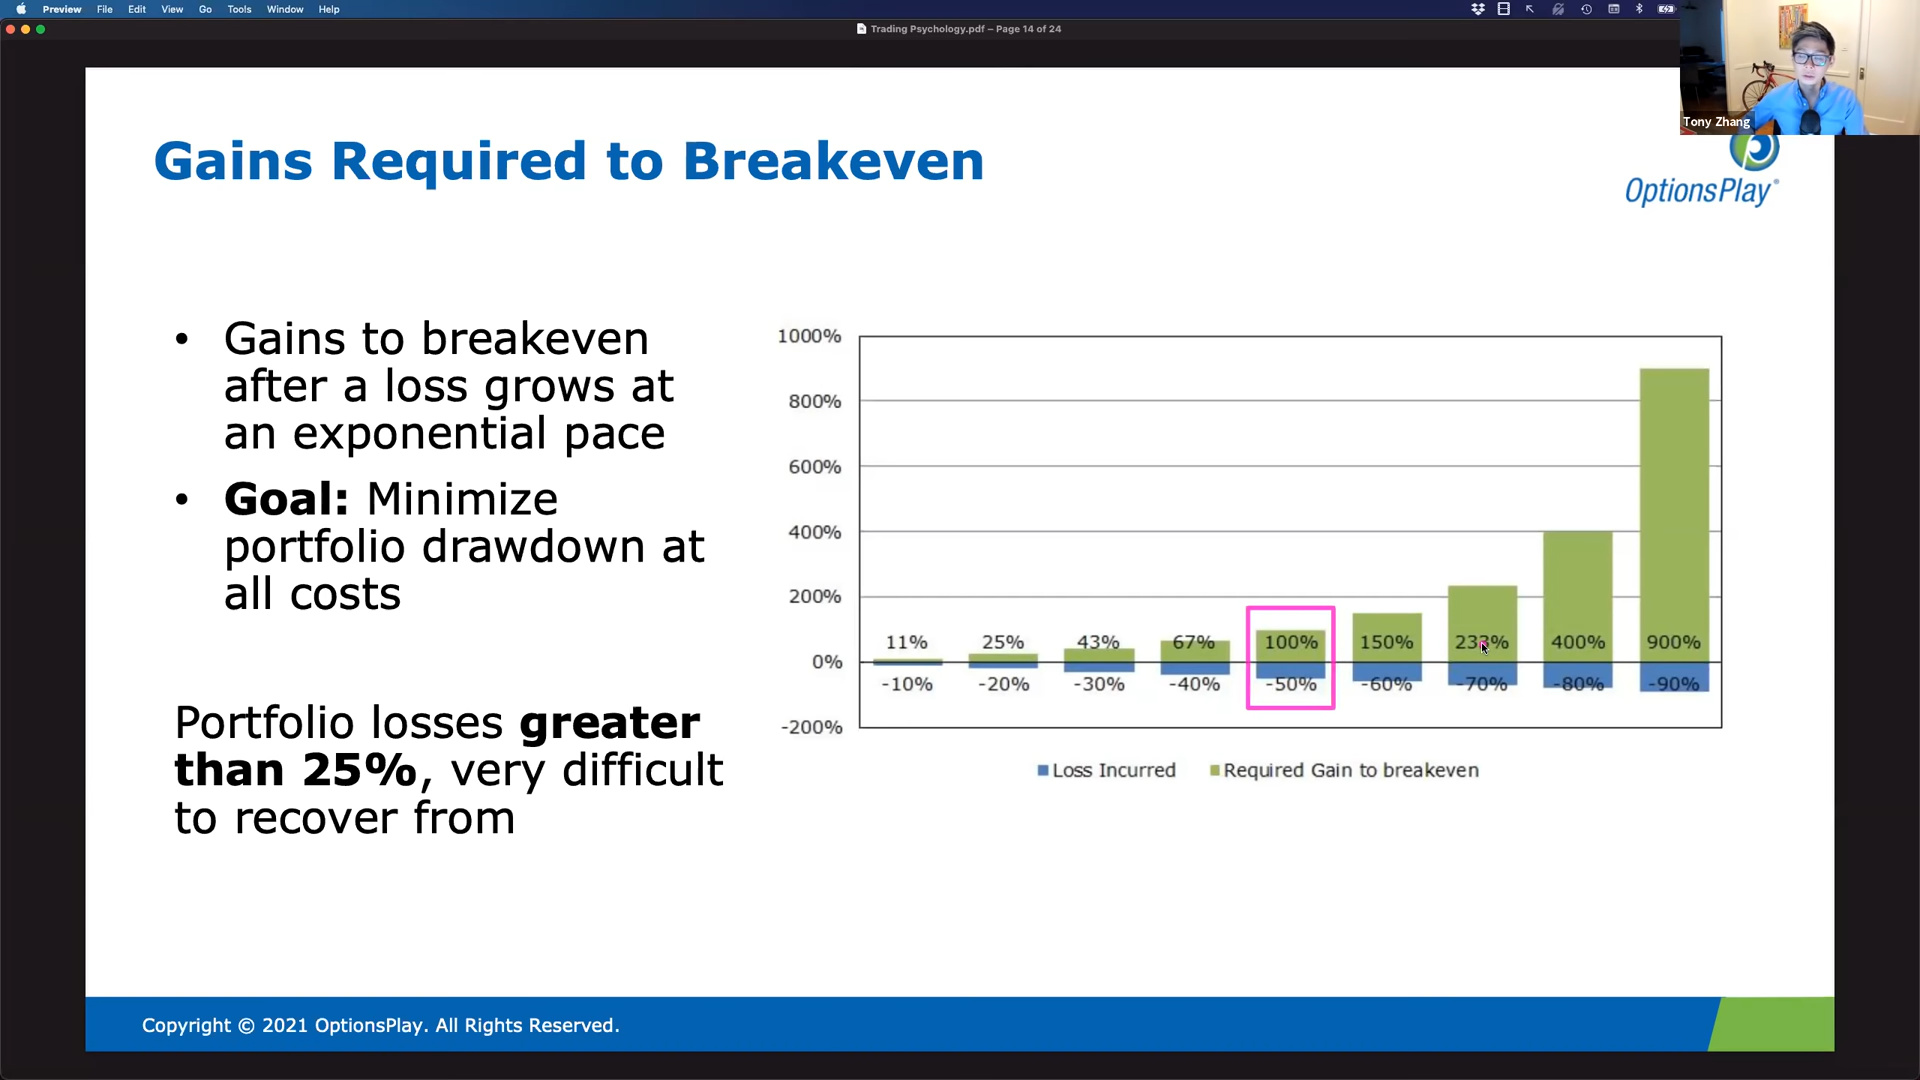 Preview File Edit View Go Tools Window Help
Trading Psychology.pdf – Page 14 of 24
Tony Zhang
Gains Required to Breakeven
OptionsPlay®
• Gains to breakeven
after a loss grows at
an exponential pace
• Goal: Minimize
portfolio drawdown at
all costs
Portfolio losses greater
than 25%, very difficult
to recover from
1000%
800%
600%
400%
200%
0%
-200%
11% 25% 43% 67% 100% 150% 233% 400% 900%
-10% -20% -30% -40% -50% -60% -70% -80% -90%
Loss Incurred Required Gain to breakeven
Copyright © 2021 OptionsPlay. All Rights Reserved.